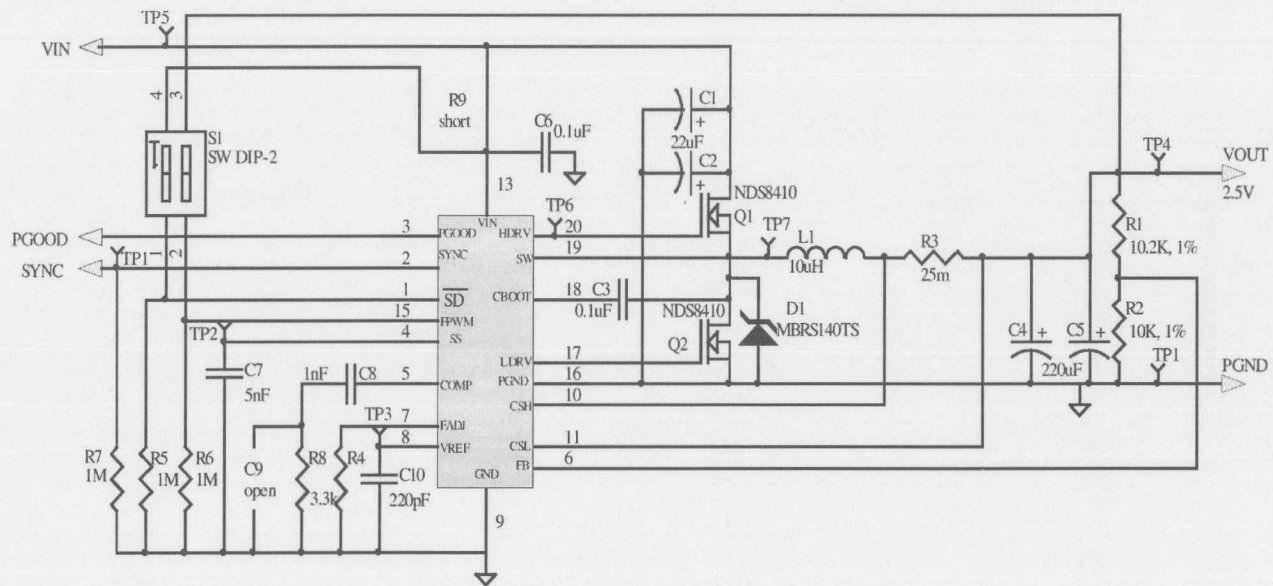 TP5
VIN
4
3
S1
SW DIP-2
R9
short
C6
0.1uF
C1
22uF
C2
13
VIN
NDS8410
Q1
TP4
VOUT
2.5V
PGOOD
3
PGOOD
HDRV
TP6
20
TP7
L1
10uH
R3
25m
R1
10.2K, 1%
SYNC
TP1
1
2
2
SYNC
SW
19
1
SD
CBOOT
18
C3
0.1uF
NDS8410
Q2
D1
MBRS140TS
R2
10K, 1%
15
FPWM
TP2
4
SS
LDRV
17
C4
C5
220uF
TP1
PGND
C7
5nF
1nF
C8
5
COMP
PGND
16
CSH
10
TP3
7
FADJ
8
VREF
CSL
11
FB
6
R7
1M
R5
1M
R6
1M
C9
open
R8
3.3k
R4
C10
220pF
GND
9